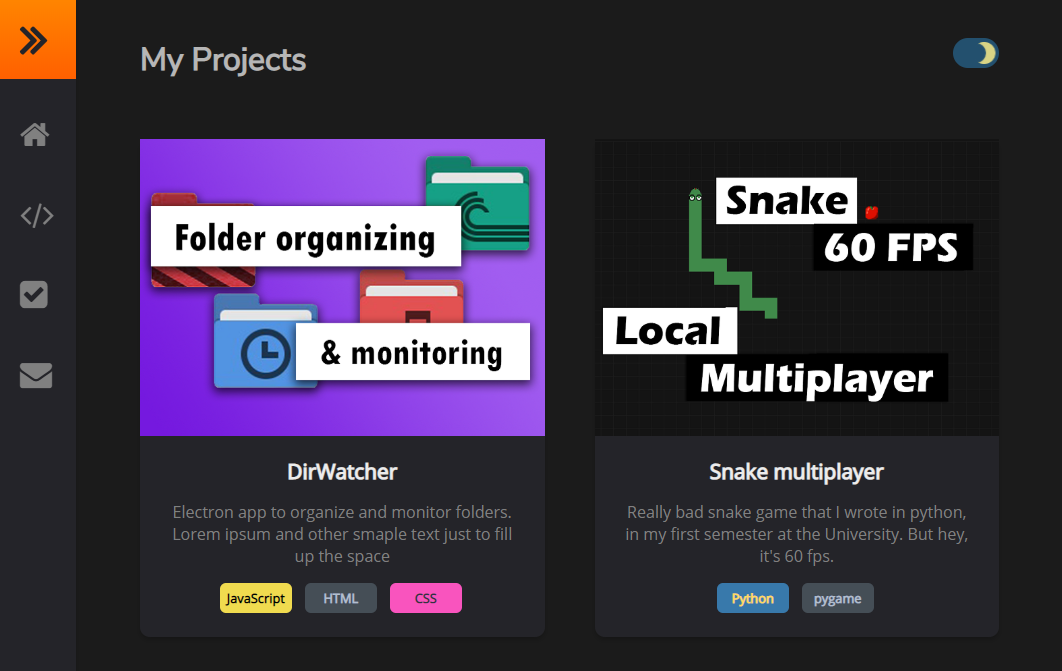 My Projects
Folder organizing
& monitoring
DirWatcher
Electron app to organize and monitor folders.
Lorem ipsum and other smaple text just to fill
up the space
JavaScript HTML CSS
Snake
60 FPS
Local
Multiplayer
Snake multiplayer
Really bad snake game that I wrote in python,
in my first semester at the University. But hey,
it's 60 fps.
Python pygame